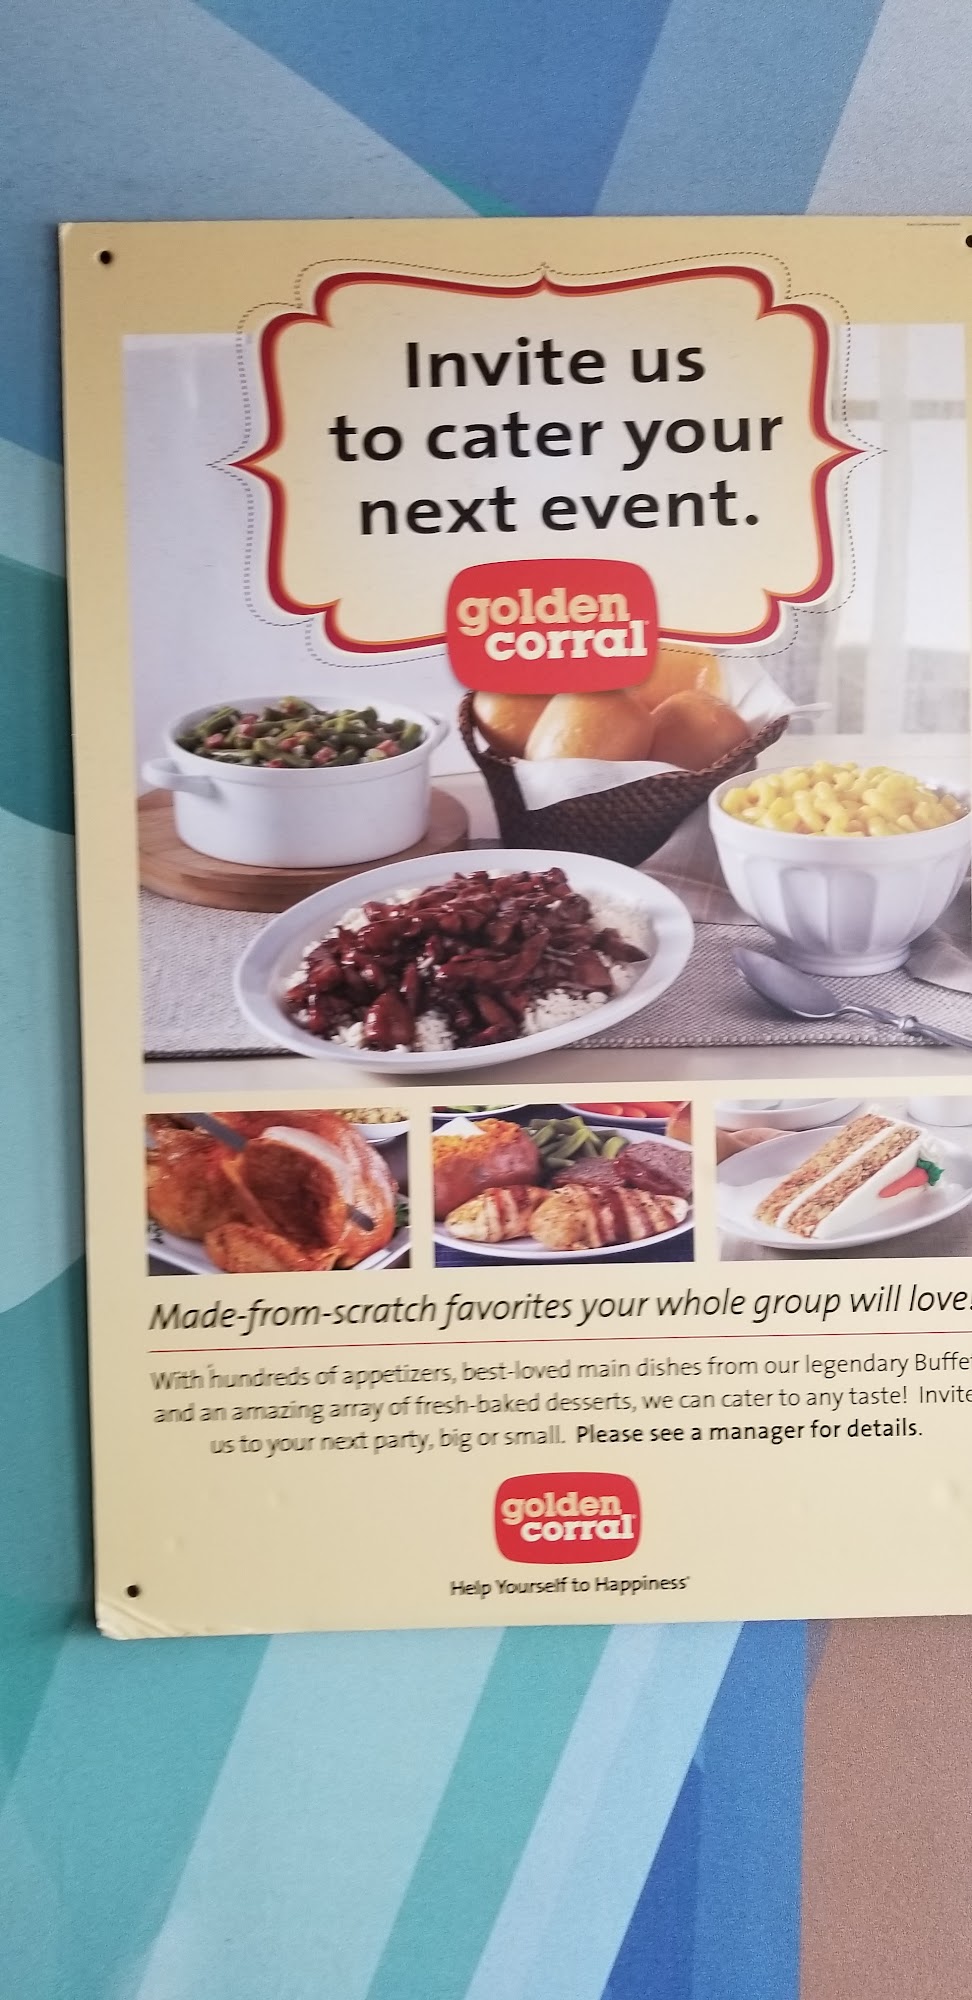 Invite us
to cater your
next event.
golden
corral
Made-from-scratch favorites your whole group will love!
With hundreds of appetizers, best-loved main dishes from our legendary Buffet
and an amazing array of fresh-baked desserts, we can cater to any taste! Invite
us to your next party, big or small. Please see a manager for details.
golden
corral
Help Yourself to Happiness